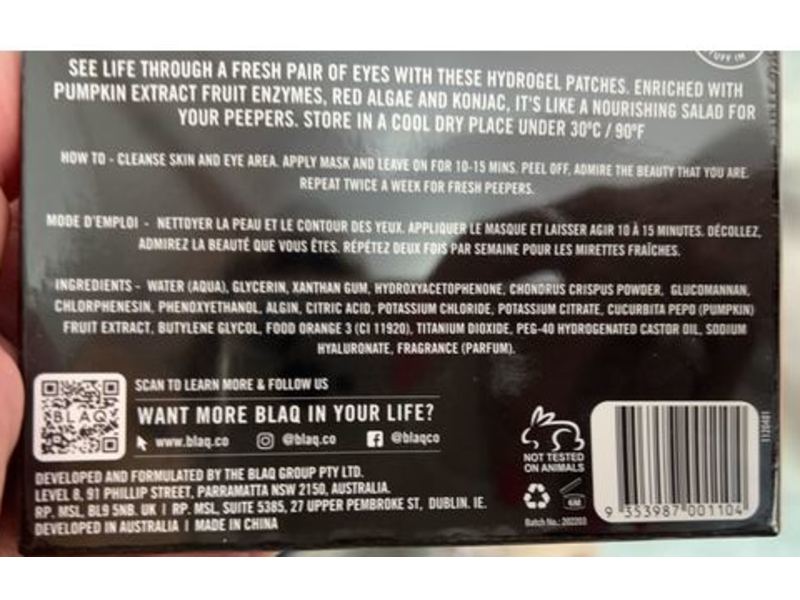 TUFF IN
SEE LIFE THROUGH A FRESH PAIR OF EYES WITH THESE HYDROGEL PATCHES. ENRICHED WITH
PUMPKIN EXTRACT FRUIT ENZYMES, RED ALGAE AND KONJAC, IT'S LIKE A NOURISHING SALAD FOR
YOUR PEEPERS. STORE IN A COOL DRY PLACE UNDER 30°C / 90°F
HOW TO - CLEANSE SKIN AND EYE AREA. APPLY MASK AND LEAVE ON FOR 10-15 MINS. PEEL OFF, ADMIRE THE BEAUTY THAT YOU ARE.
REPEAT TWICE A WEEK FOR FRESH PEEPERS.
MODE D'EMPLOI - NETTOYER LA PEAU ET LE CONTOUR DES YEUX. APPLIQUER LE MASQUE ET LAISSER AGIR 10 À 15 MINUTES. DÉCOLLEZ,
ADMIREZ LA BEAUTÉ QUE VOUS ÊTES. RÉPÉTEZ DEUX FOIS PAR SEMAINE POUR LES MIRETTES FRAÎCHES.
INGREDIENTS - WATER (AQUA), GLYCERIN, XANTHAN GUM, HYDROXYACETOPHENONE, CHONDRUS CRISPUS POWDER, GLUCOMANNAN,
CHLORPHENESIN, PHENOXYETHANOL, ALGIN, CITRIC ACID, POTASSIUM CHLORIDE, POTASSIUM CITRATE, CUCURBITA PEPO (PUMPKIN)
FRUIT EXTRACT, BUTYLENE GLYCOL, FOOD ORANGE 3 (CI 11920), TITANIUM DIOXIDE, PEG-40 HYDROGENATED CASTOR OIL, SODIUM
HYALURONATE, FRAGRANCE (PARFUM).
BLAQ
SCAN TO LEARN MORE & FOLLOW US
WANT MORE BLAQ IN YOUR LIFE?
www.blaq.co @blaq.co @blaqco
DEVELOPED AND FORMULATED BY THE BLAQ GROUP PTY LTD.
LEVEL 8, 91 PHILLIP STREET, PARRAMATTA NSW 2150, AUSTRALIA.
RP. MSL, BL9 5NB. UK | RP. MSL, SUITE 5385, 27 UPPER PEMBROKE ST, DUBLIN. IE.
DEVELOPED IN AUSTRALIA | MADE IN CHINA
NOT TESTED
ON ANIMALS
6M
Batch No.: 202203
9 353987 001104
1120401